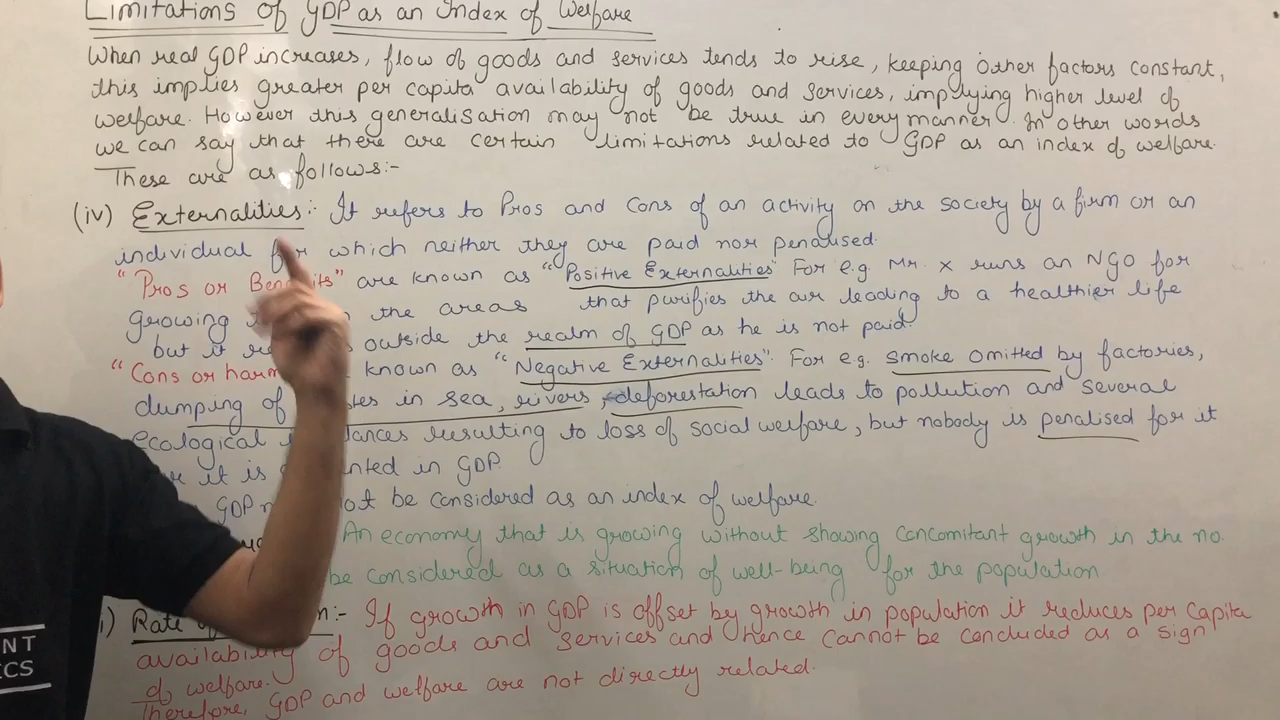 Limitations of GDP as an Index of Welfare
When real GDP increases, flow of goods and services tends to rise, keeping other factors constant,
this implies greater per capita availability of goods and services, implying higher level of
welfare. However this generalisation may not be true in every manner. In other words
we can say that there are certain limitations related to GDP as an index of welfare.
These are as follows:-
(iv) Externalities:- It refers to Pros and Cons of an activity on the society by a firm or an
individual for which neither they are paid nor penalised.
"Pros or Benefits" are known as "Positive Externalities" For e.g. Mr. X runs an NGO for
growing the areas that purifies the air leading to a healthier life
but it outside the realm of GDP as he is not paid.
"Cons or harm known as "Negative Externalities". For e.g. smoke omitted by factories,
dumping of in sea, rivers, deforestation leads to pollution and several
ecological resulting to loss of social welfare, but nobody is penalised for it
it is in GDP.
GDP not be considered as an index of welfare.
An economy that is growing without showing concomitant growth in the no.
be considered as a situation of well-being for the population.
i) Rate :- If growth in GDP is offset by growth in population it reduces per capita
availability of goods and services and hence cannot be concluded as a sign
of welfare.
Therefore, GDP and welfare are not directly related.
NT
ICS